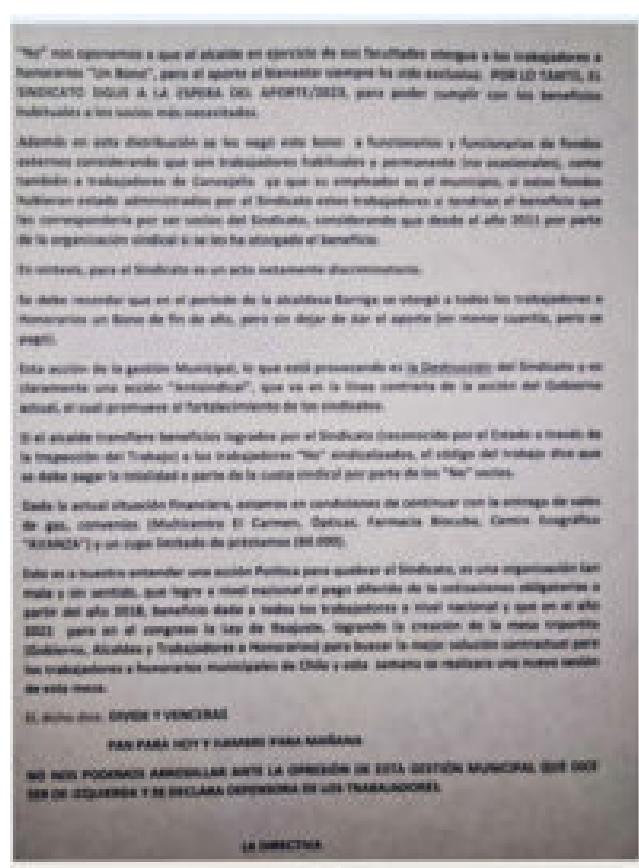 "No" nos oponemos a que el alcalde en ejercicio de sus facultades otorgue a los trabajadores a
honorarios "Un Bono", pero el aporte al bienestar siempre ha sido exclusivo. POR LO TANTO, EL
SINDICATO SIGUE A LA ESPERA DEL APORTE/2023, para poder cumplir con los beneficios
habituales a los socios más necesitados.
Además en esta distribución se les negó este bono a funcionarios y funcionarias de fondos
externos considerando que son trabajadores habituales y permanente (no ocasionales), como
también a trabajadores de Concejalía ya que su empleador es el municipio, si estos fondos
hubieran estado administrados por el Sindicato estos trabajadores si tendrían el beneficio que
les correspondería por ser socios del Sindicato, considerando que desde el año 2011 por parte
de la organización sindical si se les ha otorgado el beneficio.
En síntesis, para el Sindicato es un acto netamente discriminatorio.
Se debe recordar que en el periodo de la alcaldesa Barriga se otorgó a todos los trabajadores a
Honorarios un Bono de fin de año, pero sin dejar de dar el aporte (en menor cuantía, pero se
pagó).
Esta acción de la gestión Municipal, lo que está provocando es la Destrucción del Sindicato y es
claramente una acción "Antisindical", que va en la línea contraria de la acción del Gobierno
actual, el cual promueve el fortalecimiento de los sindicatos.
Si el alcalde transfiere beneficios logrados por el Sindicato (reconocido por el Estado a través de
la Inspección del Trabajo) a los trabajadores "No" sindicalizados, el código del trabajo dice que
se debe pagar la totalidad o parte de la cuota sindical por parte de los "No" socios.
Dada la actual situación financiera, estamos en condiciones de continuar con la entrega de vales
de gas, convenios (Multicentro El Carmen, Ópticas, Farmacia Centro Ecográfico
"AVANZA") y un cupo limitado de préstamos
Esto es a nuestro entender una acción Política para quebrar al Sindicato, es una organización tan
mala y sin sentido, que logro a nivel nacional el pago diferido de la cotizaciones obligatorias a
partir del año 2018, beneficio dado a todos los trabajadores a nivel nacional y que en el año
2021 paro en el congreso la Ley de Reajuste, logrando la creación de la mesa tripartita
(Gobierno, Alcaldes y Trabajadores a Honorarios) para buscar la mejor solución contractual para
los trabajadores a honorarios municipales de Chile y esta semana se realizara una nueva sesión
de esta mesa.
EL dicho dice: DIVIDE Y VENCERAS
PAN PARA HOY Y HAMBRE PARA MAÑANA
NO NOS PODEMOS ARRODILLAR ANTE LA OPRESIÓN DE ESTA GESTIÓN MUNICIPAL QUE DICE
SER DE IZQUIERDA Y SE DECLARA DEFENSORA DE LOS TRABAJADORES.
LA DIRECTIVA